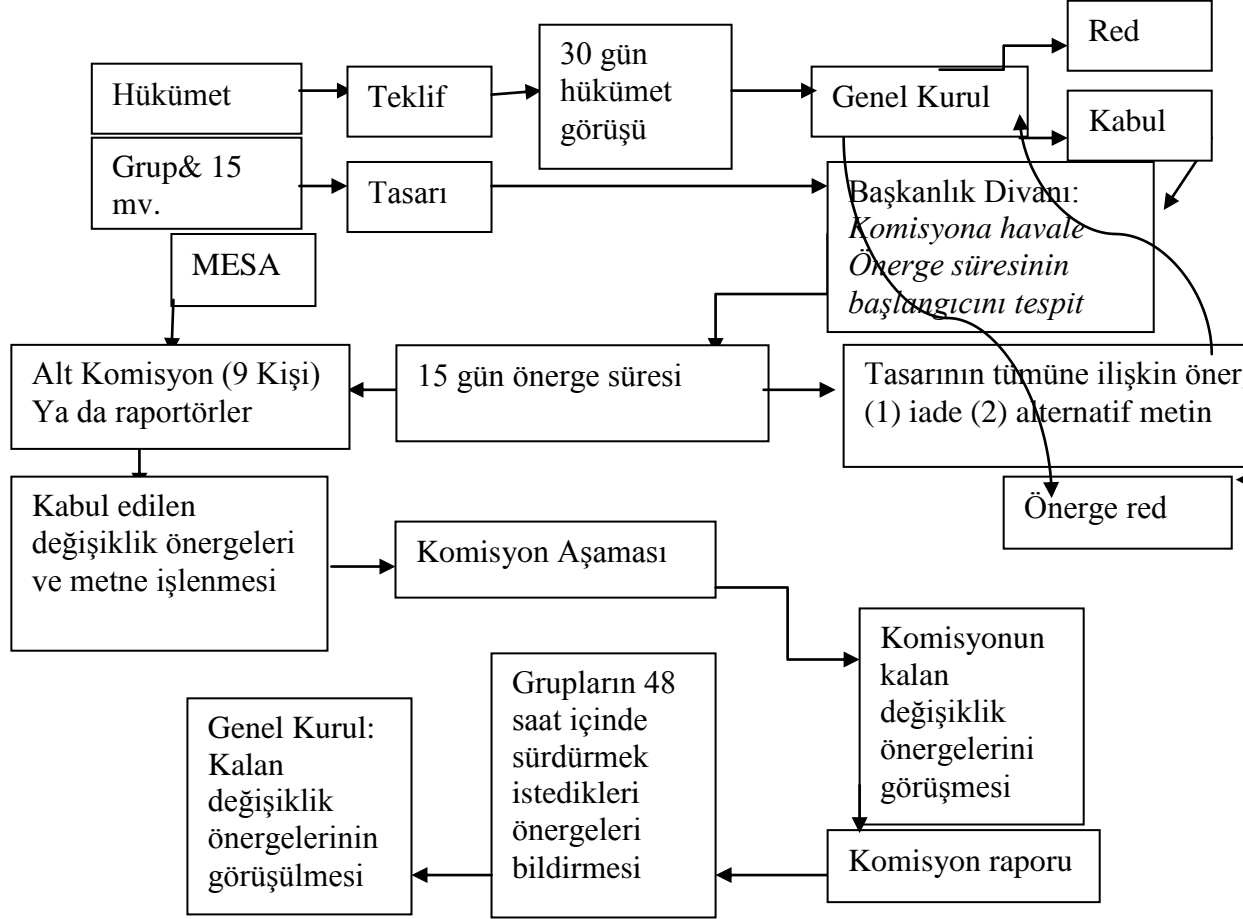 Hükümet
Teklif
30 gün
hükümet
görüşü
Genel Kurul
Red
Kabul
Grup& 15
mv.
Tasarı
Başkanlık Divanı:
Komisyona havale
Önerge süresinin
başlangıcını tespit
MESA
Alt Komisyon (9 Kişi)
Ya da raportörler
15 gün önerge süresi
Tasarının tümüne ilişkin
(1) iade (2) alternatif metin
Önerge red
Kabul edilen
değişiklik önergeleri
ve metne işlenmesi
Komisyon Aşaması
Komisyonun
kalan
değişiklik
önergelerini
görüşmesi
Komisyon raporu
Grupların 48
saat içinde
sürdürmek
istedikleri
önergeleri
bildirmesi
Genel Kurul:
Kalan
değişiklik
önergelerinin
görüşülmesi